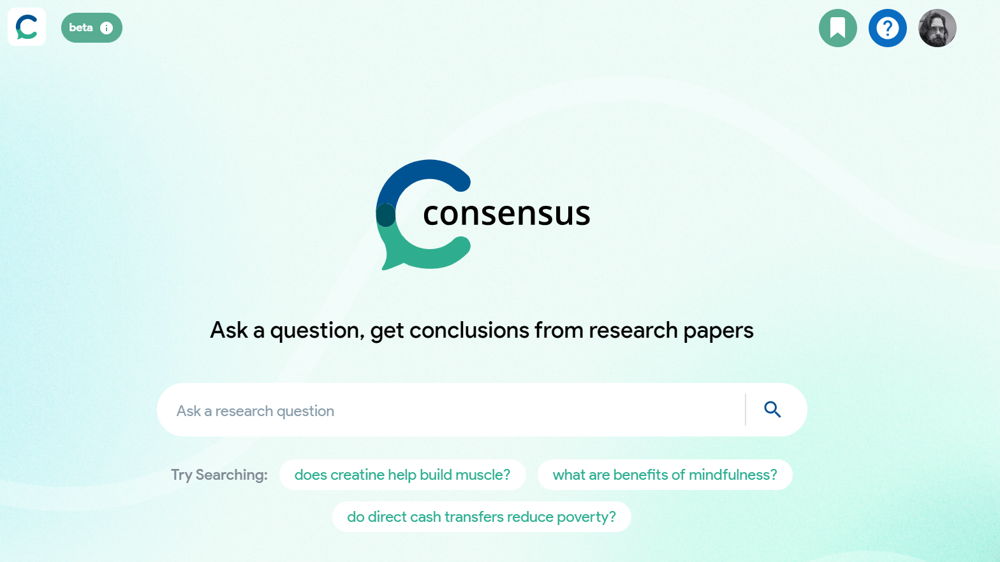 beta
consensus
Ask a question, get conclusions from research papers
Ask a research question
Try Searching: does creatine help build muscle? what are benefits of mindfulness?
do direct cash transfers reduce poverty?